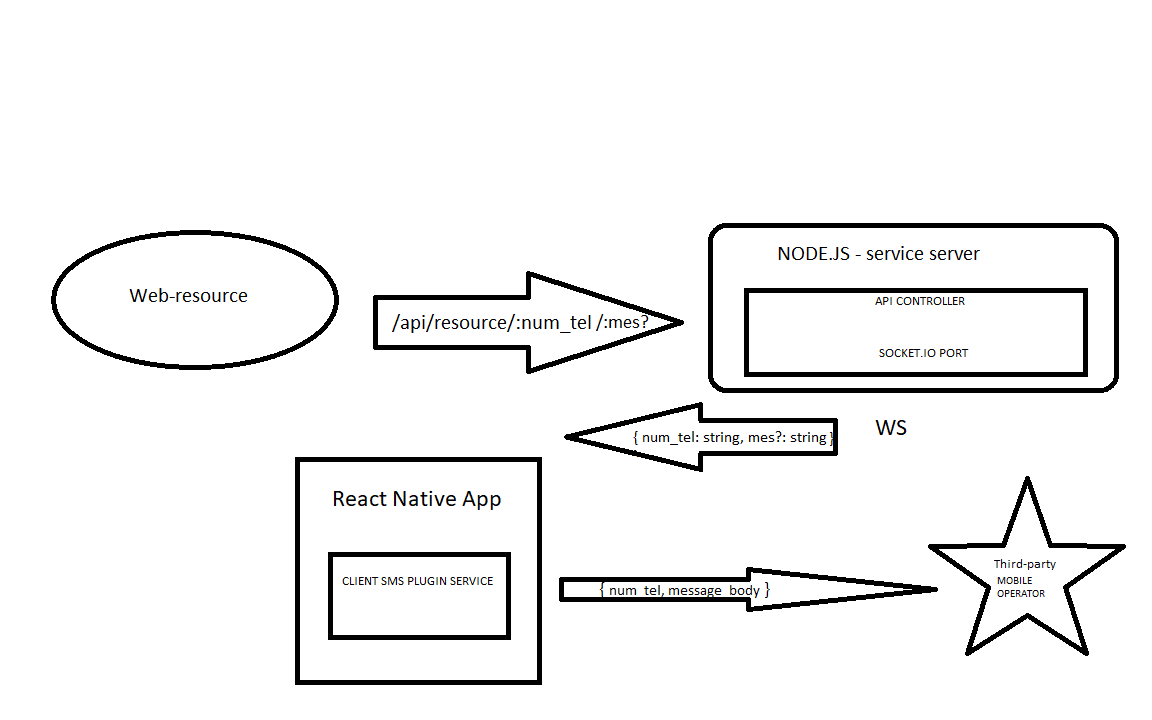 NODE.JS - service server
Web-resource
API CONTROLLER
/api/resource/:num_tel /:mes?
SOCKET.IO PORT
{ num_tel: string, mes?: string}
WS
React Native App
Third-party
MOBILE
OPERATOR
CLIENT SMS PLUGIN SERVICE
{ num_tel, message_body }